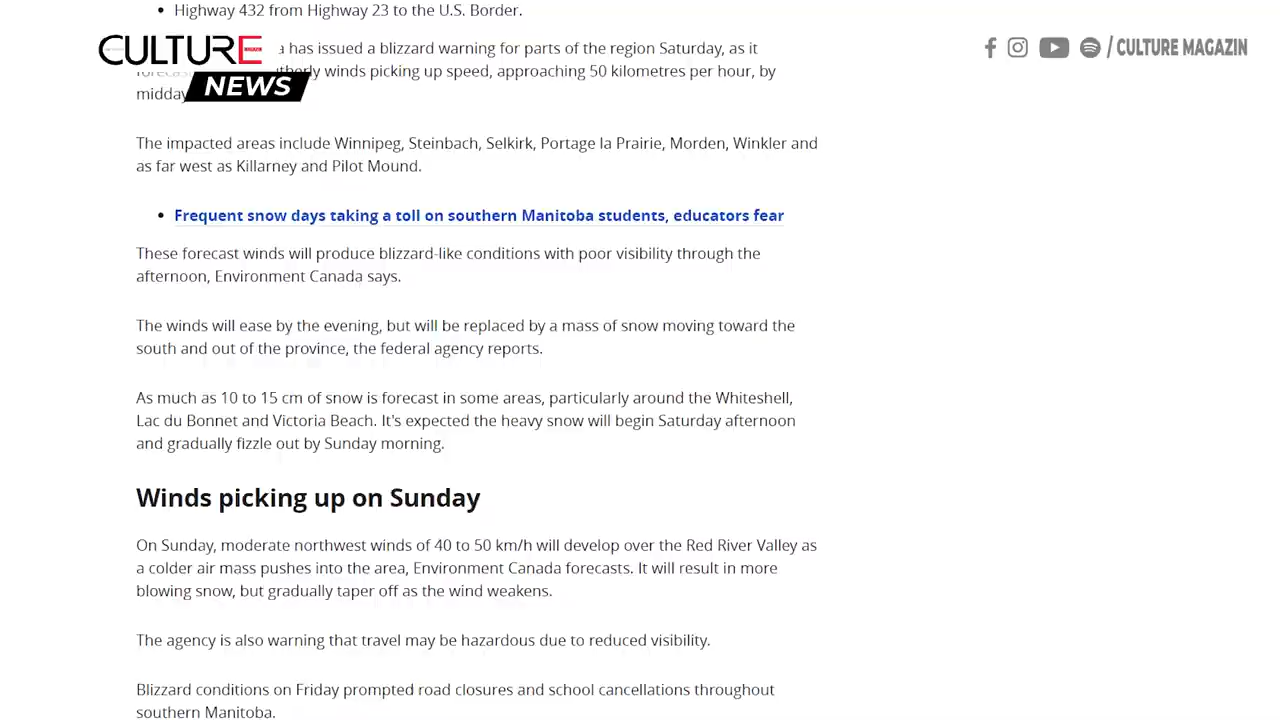 Highway 432 from Highway 23 to the U.S. Border.
CULTURE
NEWS
/ CULTURE MAGAZIN
a has issued a blizzard warning for parts of the region Saturday, as it
winds picking up speed, approaching 50 kilometres per hour, by
midday
The impacted areas include Winnipeg, Steinbach, Selkirk, Portage la Prairie, Morden, Winkler and
as far west as Killarney and Pilot Mound.
Frequent snow days taking a toll on southern Manitoba students, educators fear
These forecast winds will produce blizzard-like conditions with poor visibility through the
afternoon, Environment Canada says.
The winds will ease by the evening, but will be replaced by a mass of snow moving toward the
south and out of the province, the federal agency reports.
As much as 10 to 15 cm of snow is forecast in some areas, particularly around the Whiteshell,
Lac du Bonnet and Victoria Beach. It's expected the heavy snow will begin Saturday afternoon
and gradually fizzle out by Sunday morning.
Winds picking up on Sunday
On Sunday, moderate northwest winds of 40 to 50 km/h will develop over the Red River Valley as
a colder air mass pushes into the area, Environment Canada forecasts. It will result in more
blowing snow, but gradually taper off as the wind weakens.
The agency is also warning that travel may be hazardous due to reduced visibility.
Blizzard conditions on Friday prompted road closures and school cancellations throughout
southern Manitoba.